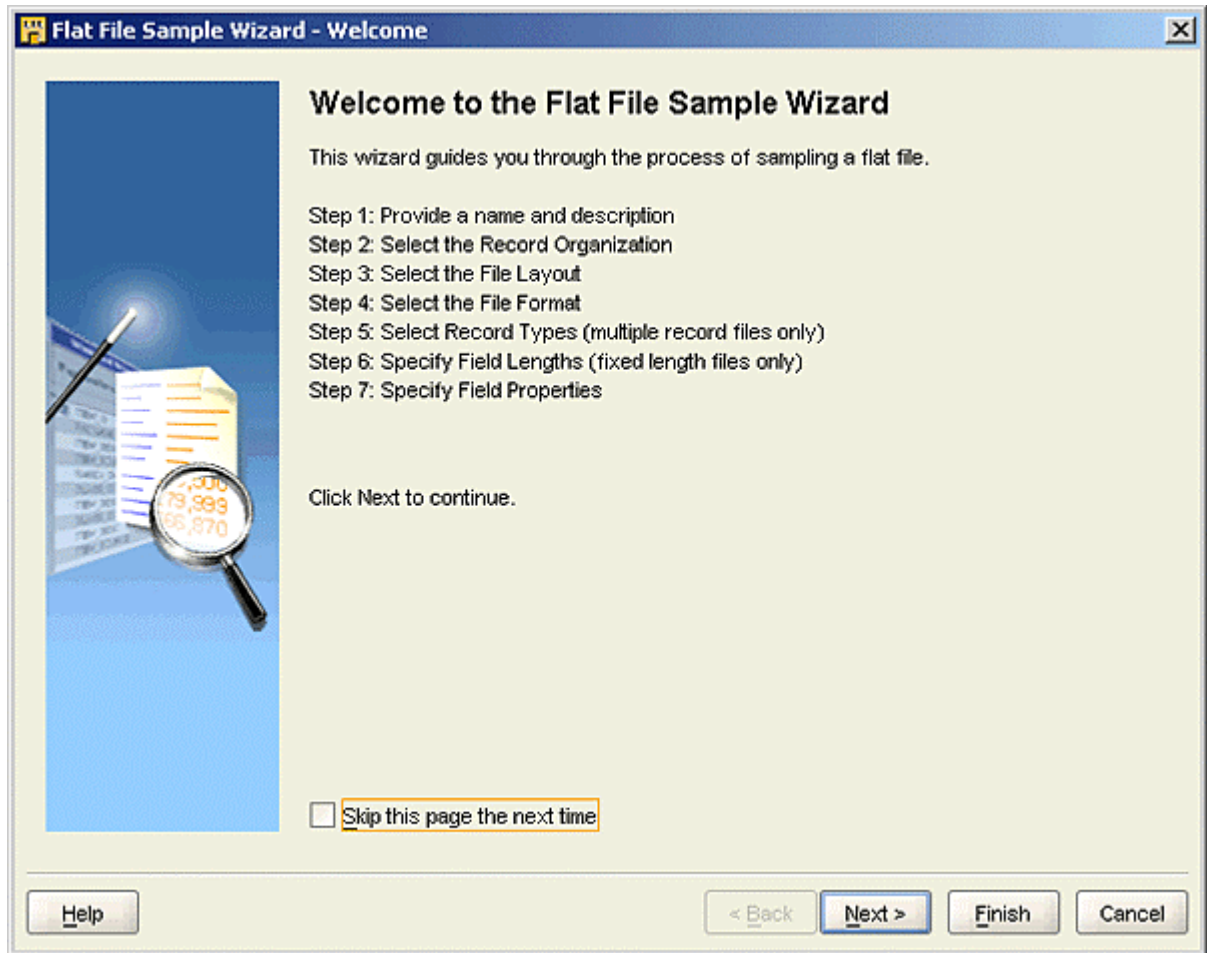 Flat File Sample Wizard - Welcome
Welcome to the Flat File Sample Wizard
This wizard guides you through the process of sampling a flat file.
Step 1: Provide a name and description
Step 2: Select the Record Organization
Step 3: Select the File Layout
Step 4: Select the File Format
Step 5: Select Record Types (multiple record files only)
Step 6: Specify Field Lengths (fixed length files only)
Step 7: Specify Field Properties
79,999
66,870
Click Next to continue.
Skip this page the next time
Help
< Back
Next >
Finish
Cancel